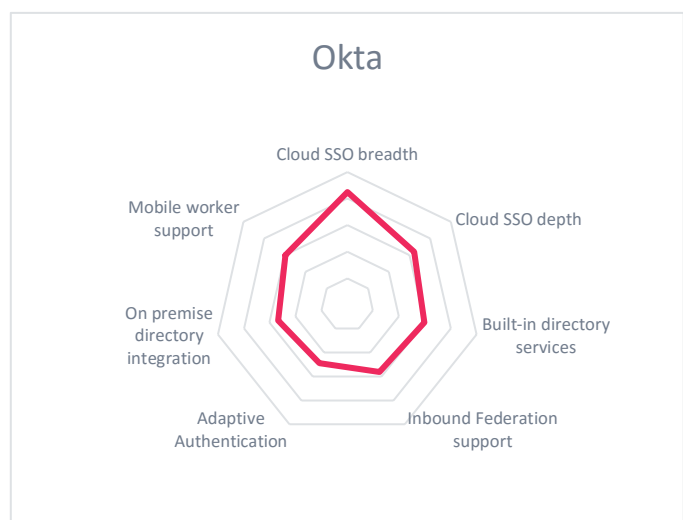 Okta
Cloud SSO breadth
Cloud SSO depth
Built-in directory
services
Inbound Federation
support
Adaptive
Authentication
On premise
directory
integration
Mobile worker
support